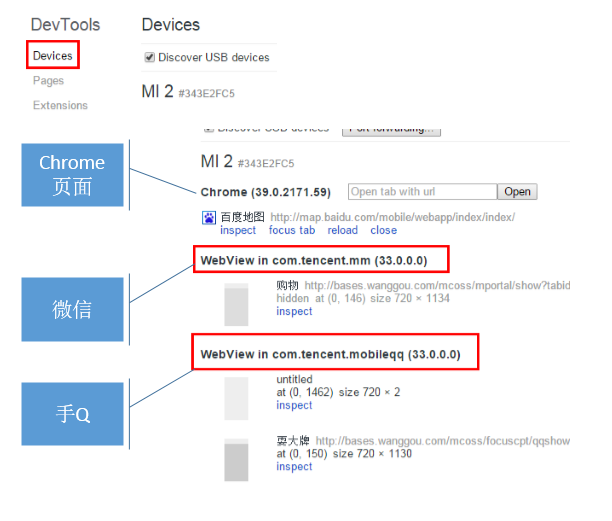 DevTools
Devices
Devices
Discover USB devices
Pages
MI 2 #343E2FC5
Extensions
Discover USB devices Port forwarding...
Chrome
页面
MI 2 #343E2FC5
Chrome (39.0.2171.59) Open tab with url Open
百度地图 http://map.baidu.com/mobile/webapp/index/index/
inspect focus tab reload close
WebView in com.tencent.mm (33.0.0.0)
微信
购物 http://bases.wanggou.com/mcoss/mportal/show?tabid
hidden at (0, 146) size 720 × 1134
inspect
WebView in com.tencent.mobileqq (33.0.0.0)
手Q
untitled
at (0, 1462) size 720 × 2
inspect
耍大牌 http://bases.wanggou.com/mcoss/focuscpt/qqshow
at (0, 150) size 720 × 1130
inspect